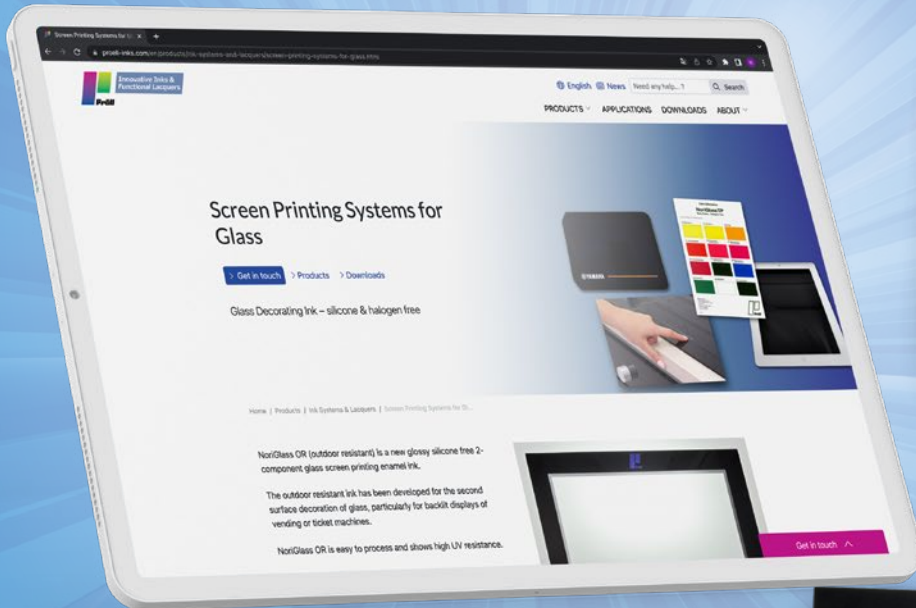 Screen Printing Systems for
proell-inks.com/en/products/ink-systems-and-lacquers/screen-printing-systems-for-glass.html
Innovative Inks &
Functional Lacquers
Pröll
English
News
Need any help...?
Search
PRODUCTS
APPLICATIONS
DOWNLOADS
ABOUT
Screen Printing Systems for
Glass
> Get in touch
> Products
> Downloads
Glass Decorating Ink – silicone & halogen free
YAMAHA
Home | Products | Ink Systems & Lacquers | Screen Printing Systems for Gl...
NoriGlass OR (outdoor resistant) is a new glossy silicone free 2-
component glass screen printing enamel ink.
The outdoor resistant ink has been developed for the second
surface decoration of glass, particularly for backlit displays of
vending or ticket machines.
NoriGlass OR is easy to process and shows high UV resistance.
Get in touch